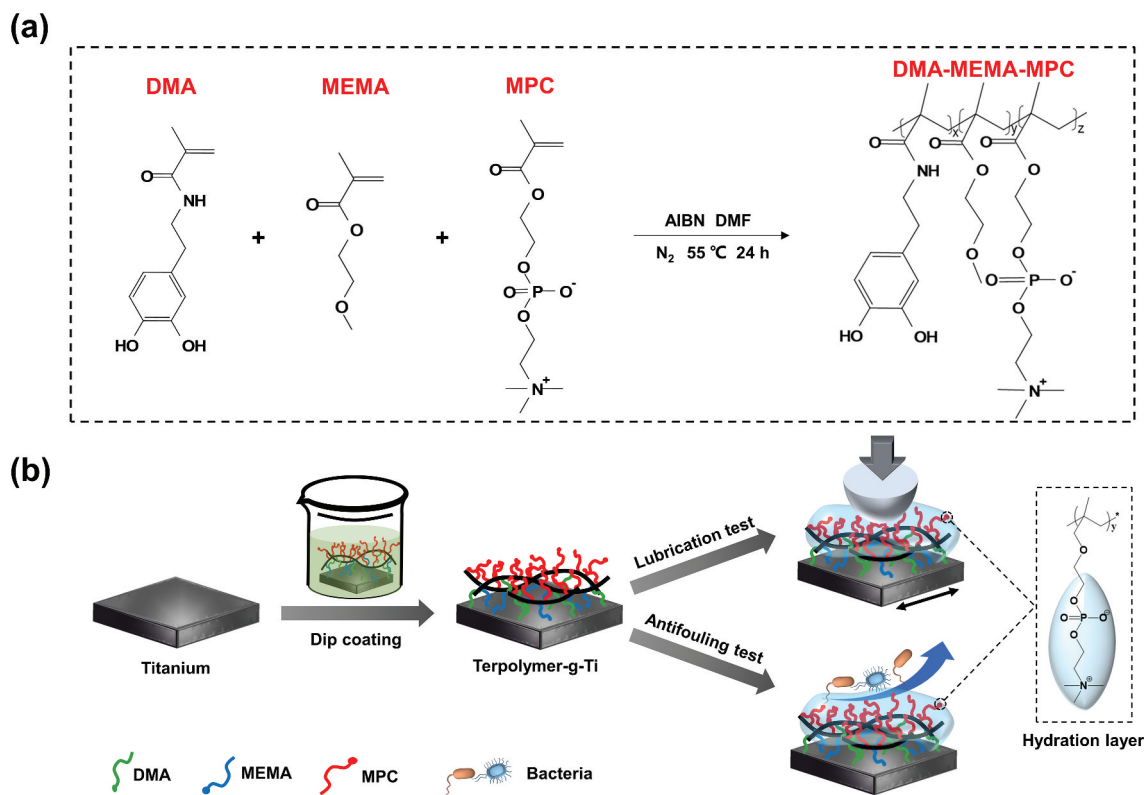 (a)
DMA
MEMA
MPC
DMA-MEMA-MPC
O
NH
HO
OH
+
O
O
O
+
O
O
O
O=P-O-
O
N+
AIBN DMF
N2 55 ℃ 24 h
x
y
z
O
NH
O
O
O
O
O
O
O=P-O-
O
N+
HO
OH
(b)
Titanium
Dip coating
Terpolymer-g-Ti
Lubrication test
Antifouling test
y*
O
O
O=P-O⊖
O
N⊕
Hydration layer
DMA
MEMA
MPC
Bacteria